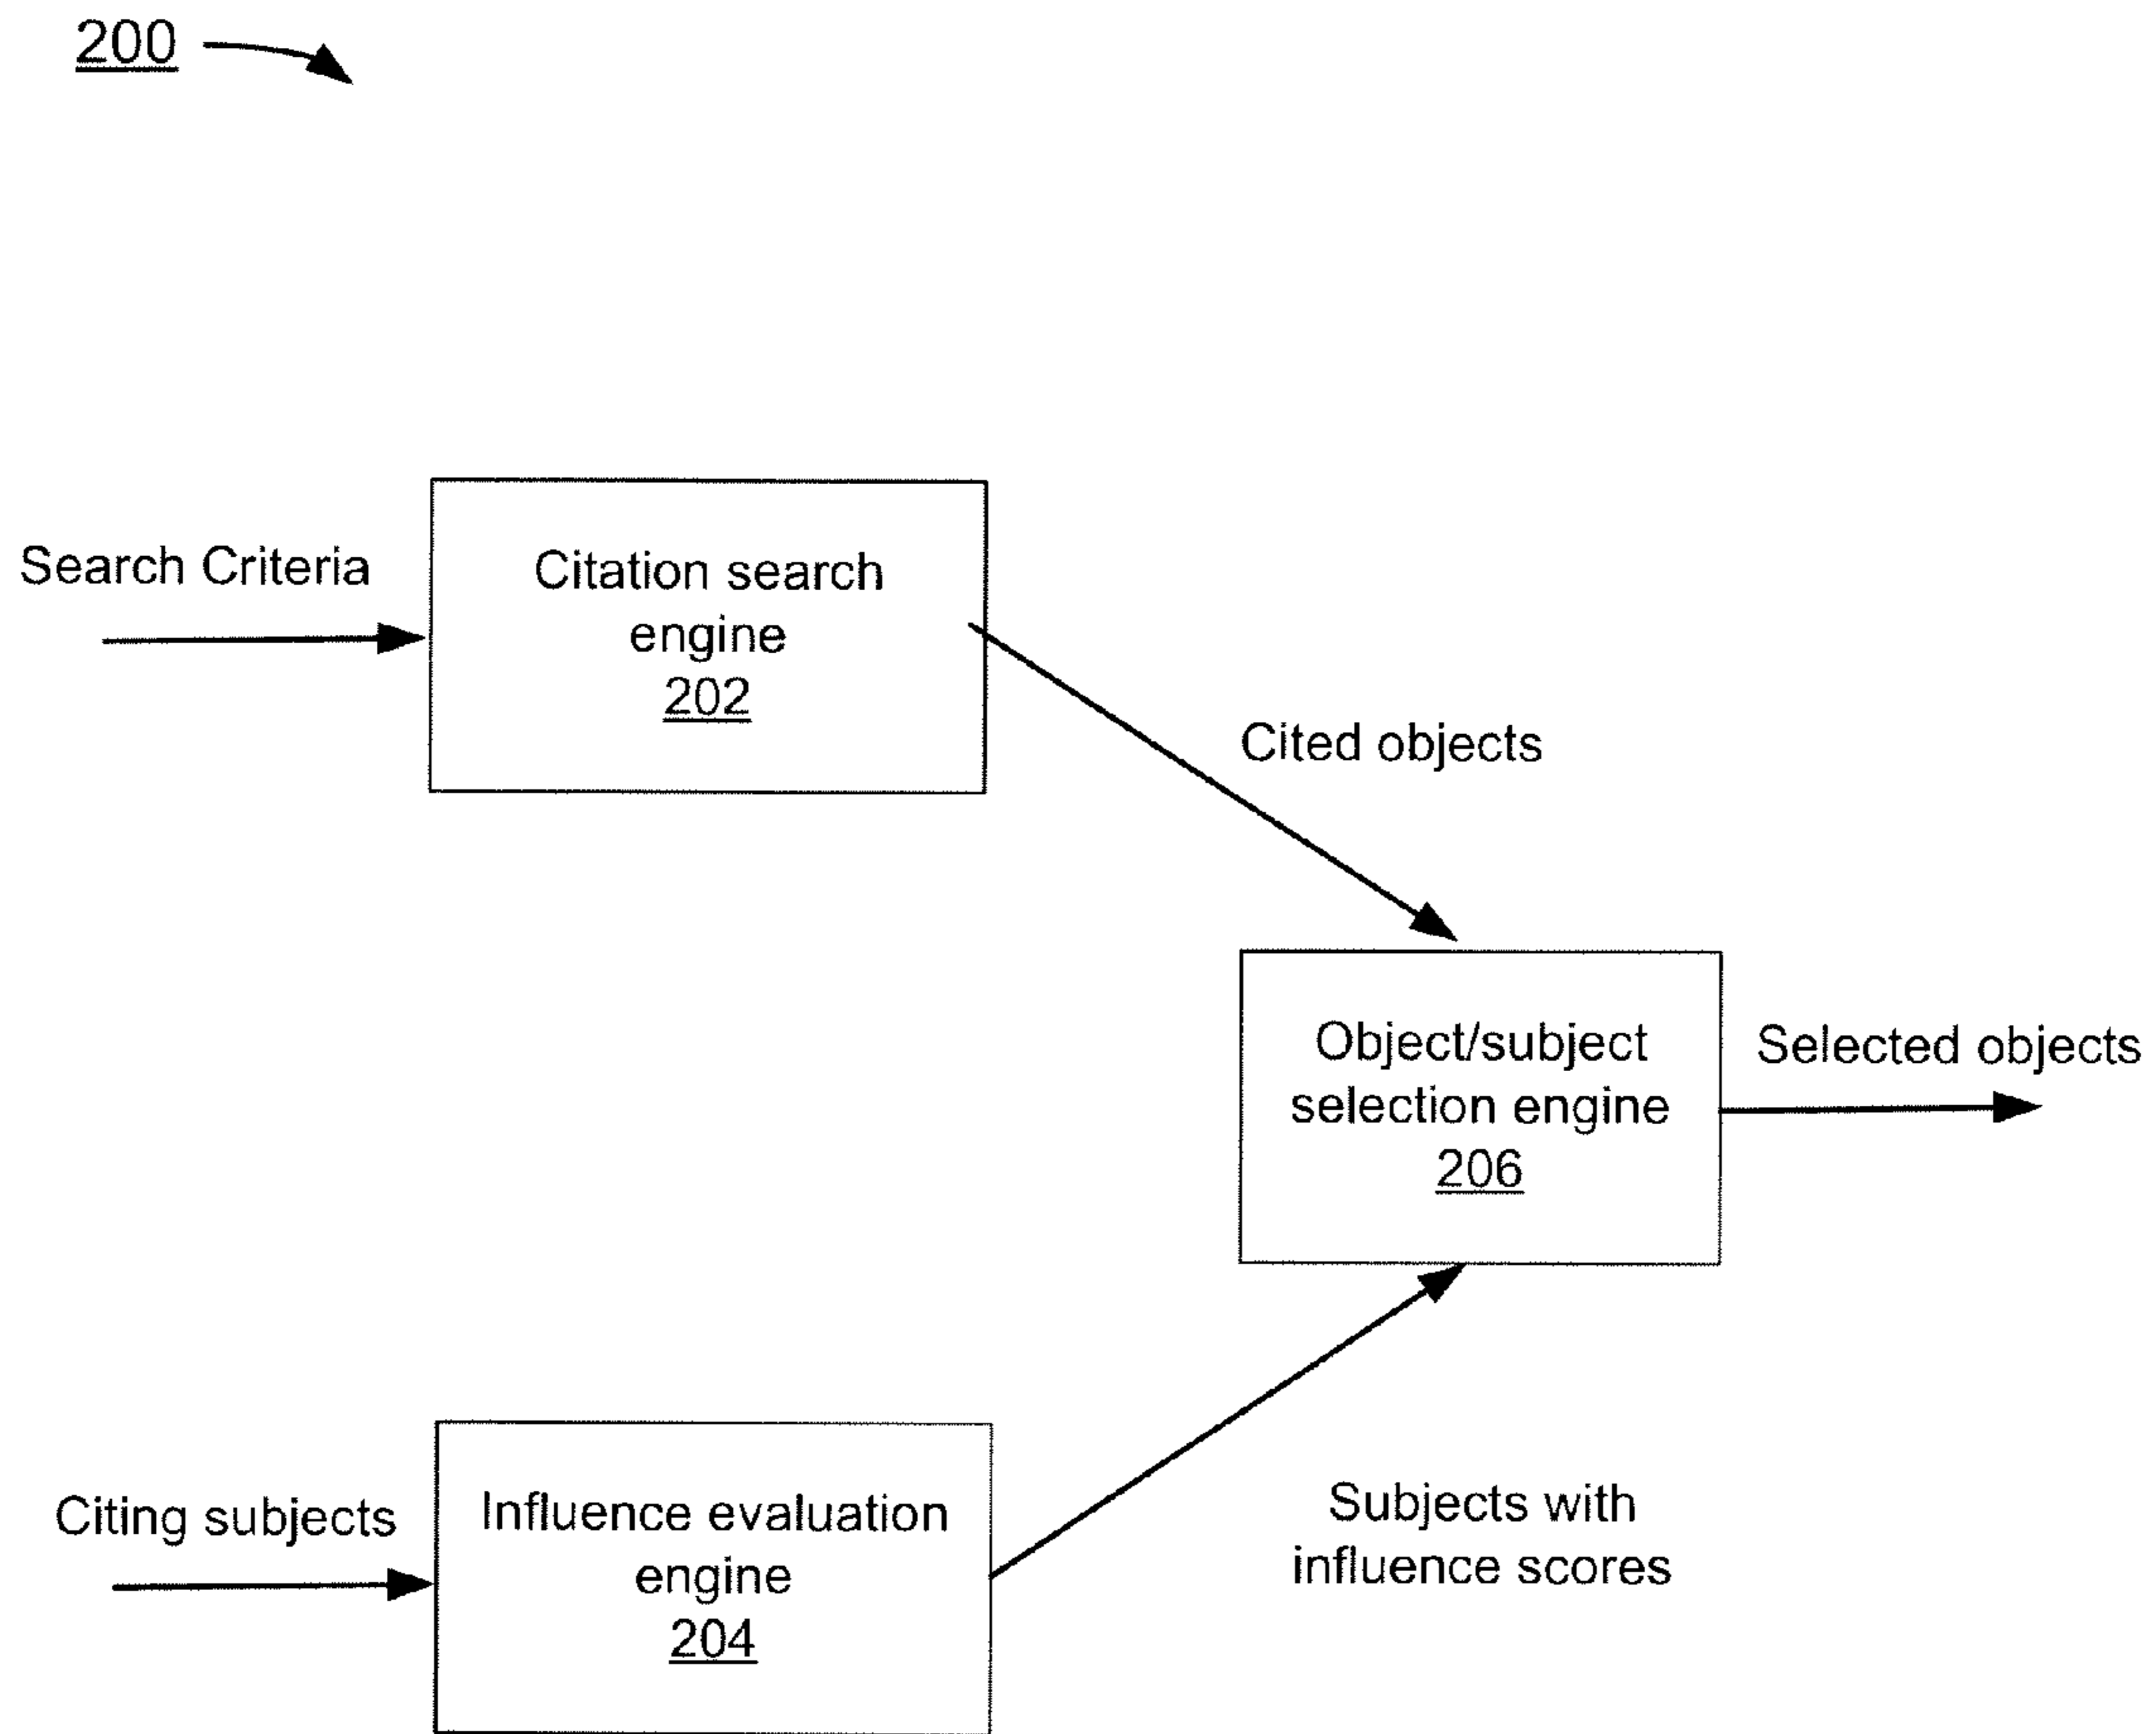 200
Search Criteria
Citation search
engine
202
Cited objects
Object/subject
selection engine
206
Selected objects
Citing subjects
Influence evaluation
engine
204
Subjects with
influence scores